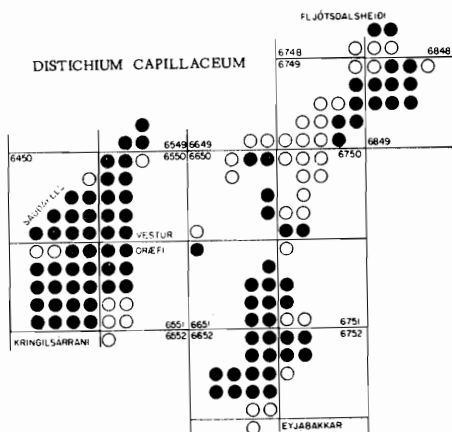 FLJÓTSDALSHEIÐI
DISTICHIUM CAPILLACEUM
6748 6848
6749
6549 6649
6450 6550 6650 6750 6849
VESTUR
ÖRÆFI
6551 6651 6751
KRINGILSÁRRANI 6552 6652 6752
EYJABAKKAR